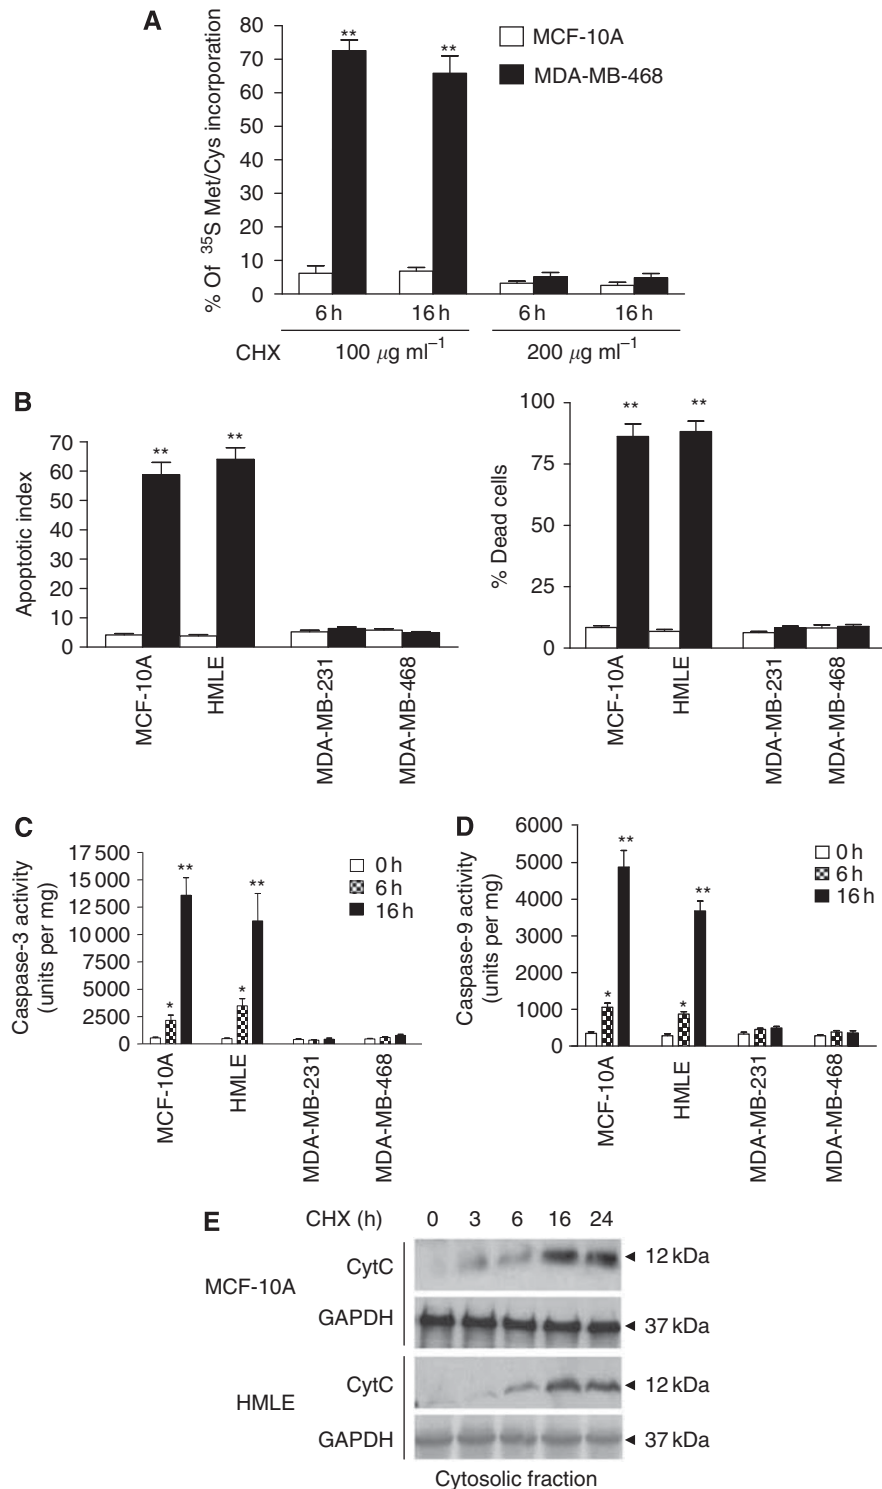 A
% Of ³⁵S Met/Cys incorporation
80
70
60
50
40
30
20
10
0
** **
MCF-10A
MDA-MB-468
6 h 16 h 6 h 16 h
CHX 100 μg ml⁻¹ 200 μg ml⁻¹
B
Apoptotic index
70
60
50
40
30
20
10
0
** **
MCF-10A HMLE MDA-MB-231 MDA-MB-468
% Dead cells
100
75
50
25
0
** **
MCF-10A HMLE MDA-MB-231 MDA-MB-468
C
Caspase-3 activity
(units per mg)
17 500
15 000
12 500
10 000
7500
5000
2500
0
* ** * **
0 h
6 h
16 h
MCF-10A HMLE MDA-MB-231 MDA-MB-468
D
Caspase-9 activity
(units per mg)
6000
5000
4000
3000
2000
1000
0
* ** * **
0 h
6 h
16 h
MCF-10A HMLE MDA-MB-231 MDA-MB-468
E
CHX (h) 0 3 6 16 24
MCF-10A
CytC 12 kDa
GAPDH 37 kDa
HMLE
CytC 12 kDa
GAPDH 37 kDa
Cytosolic fraction